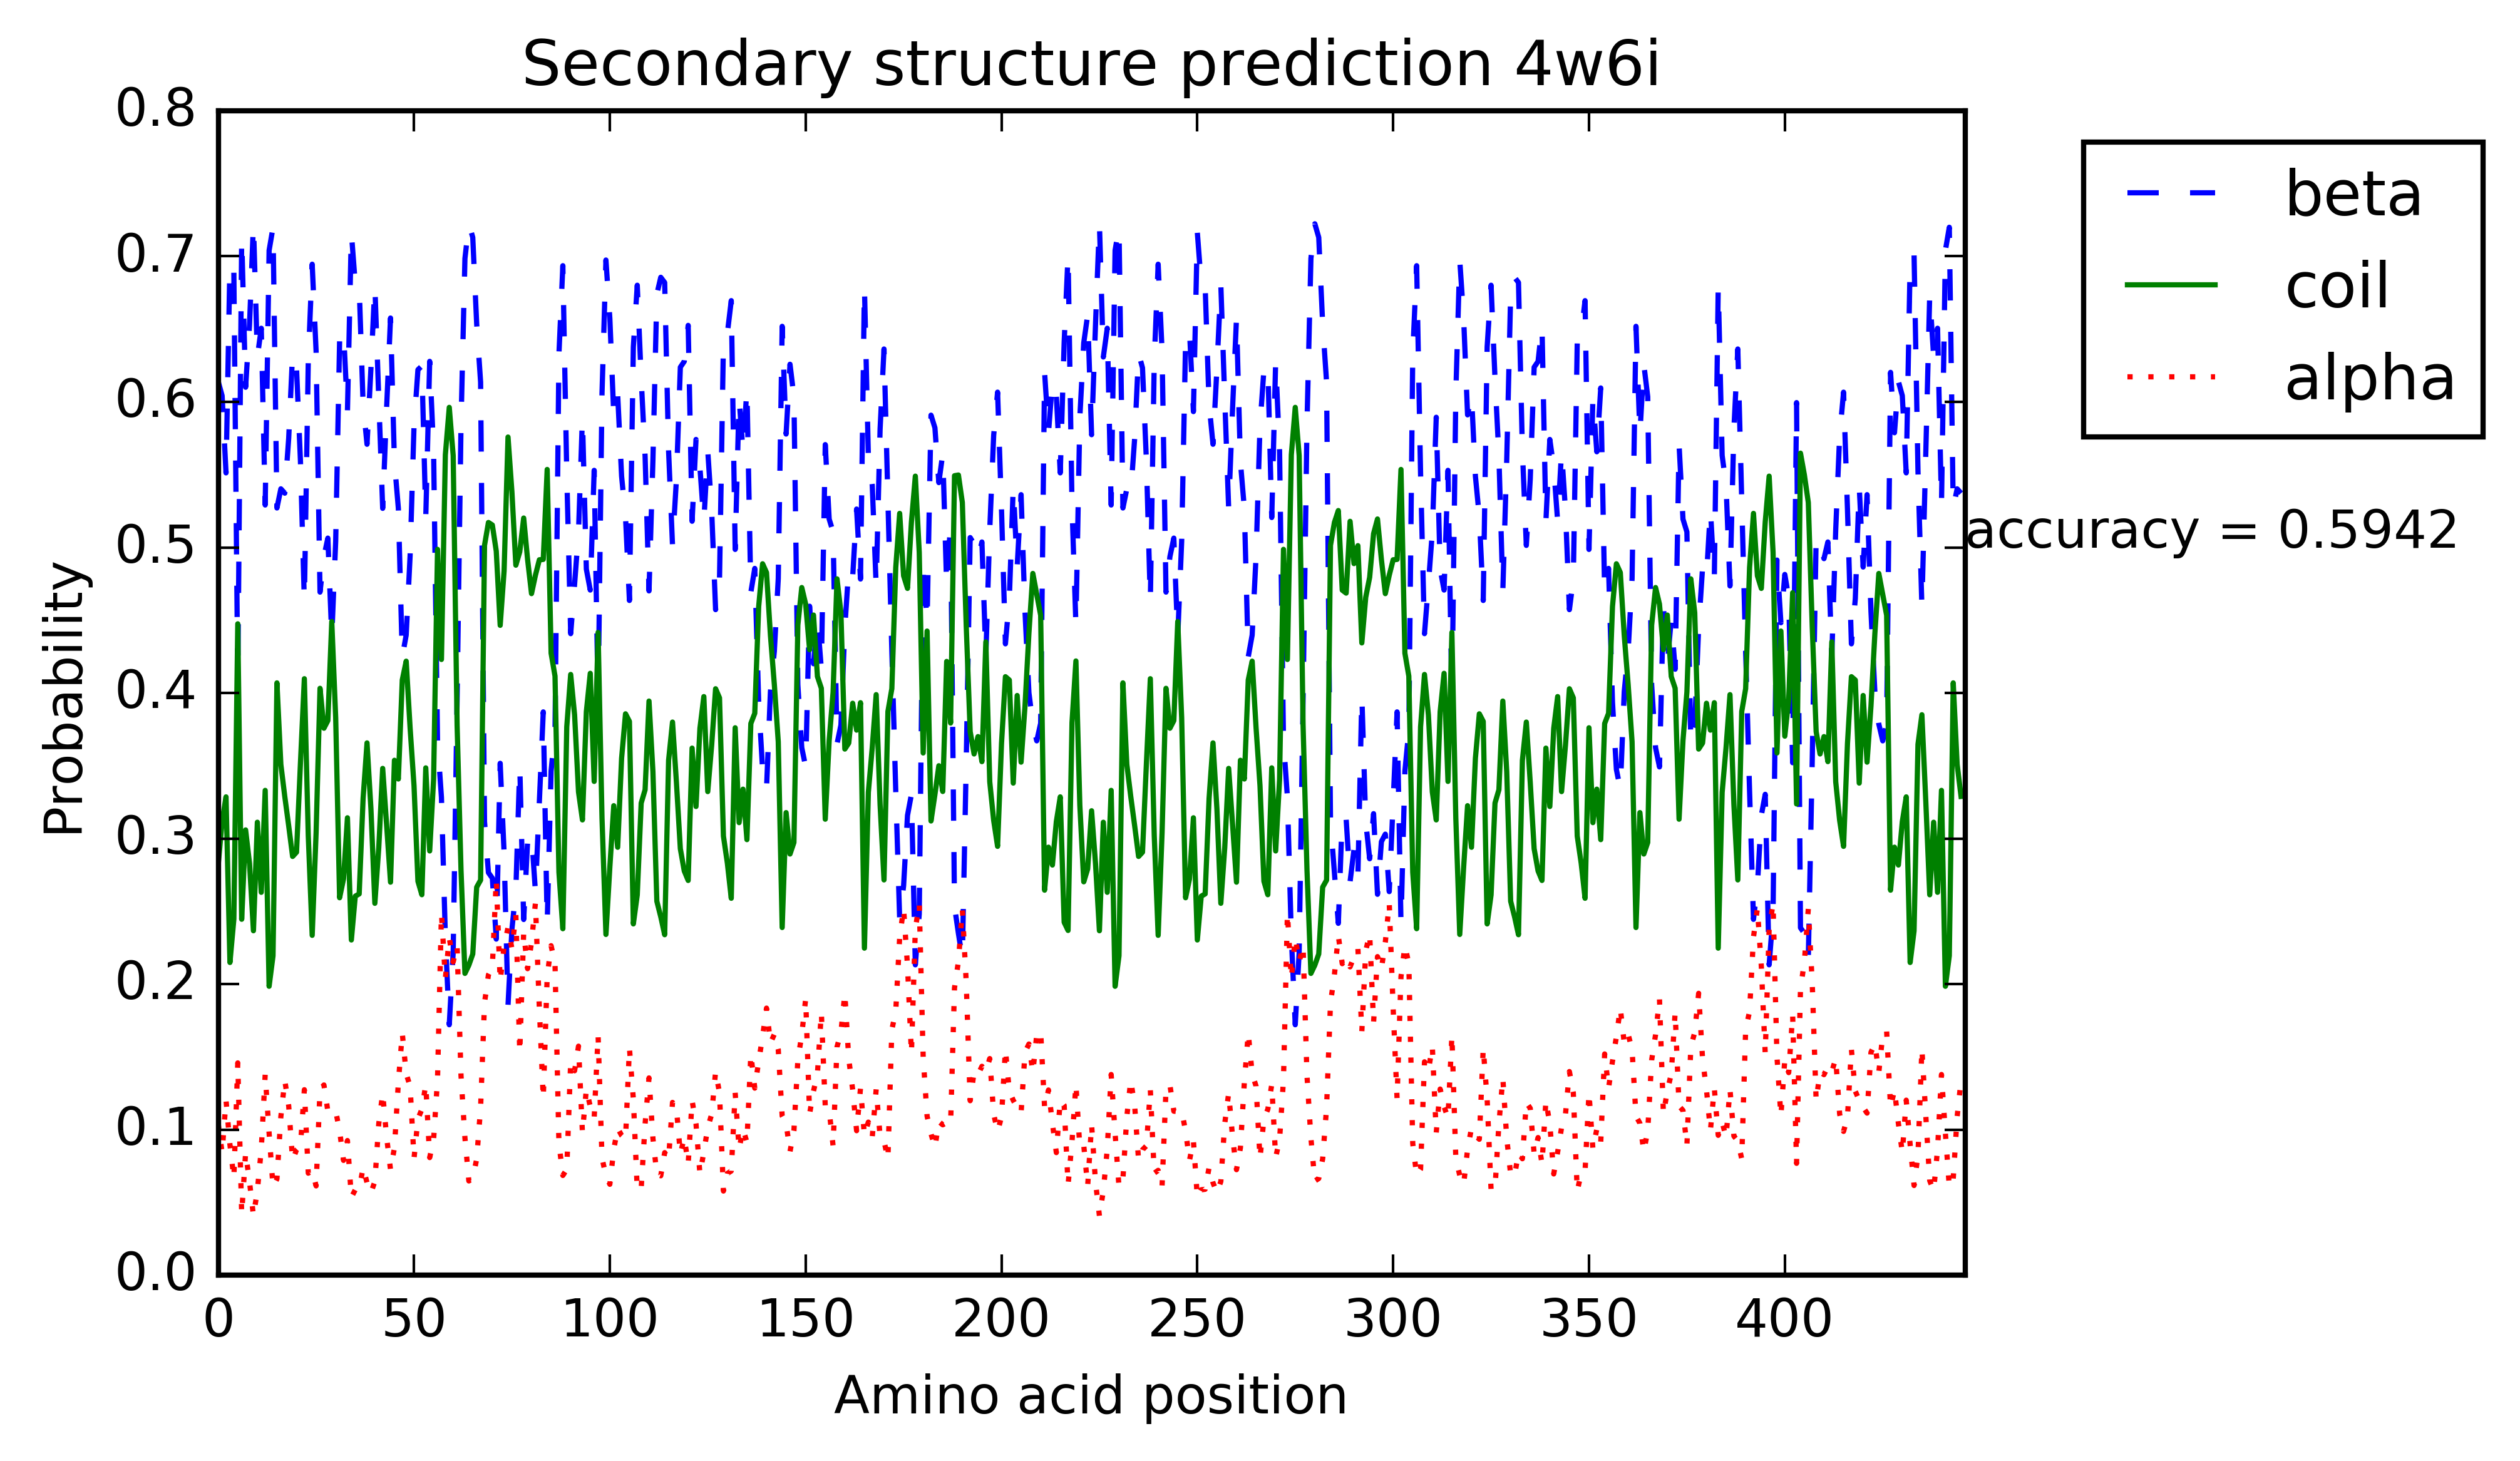 Secondary structure prediction 4w6i
0.8
0.7
0.6
0.5
0.4
0.3
0.2
0.1
0.0
Probability
0
50
100
150
200
250
300
350
400
Amino acid position
beta
coil
alpha
accuracy = 0.5942